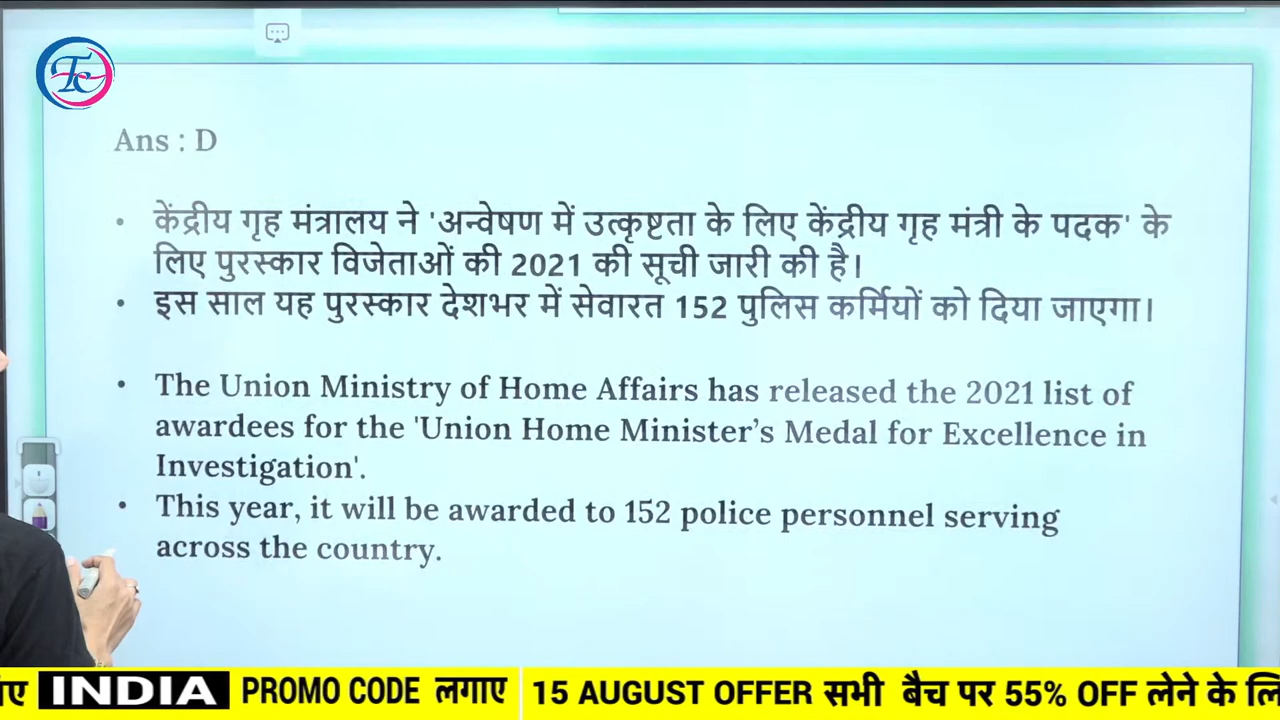 Tc
Ans : D
• केंद्रीय गृह मंत्रालय ने 'अन्वेषण में उत्कृष्टता के लिए केंद्रीय गृह मंत्री के पदक' के
लिए पुरस्कार विजेताओं की 2021 की सूची जारी की है।
• इस साल यह पुरस्कार देशभर में सेवारत 152 पुलिस कर्मियों को दिया जाएगा।
• The Union Ministry of Home Affairs has released the 2021 list of
awardees for the 'Union Home Minister’s Medal for Excellence in
Investigation'.
• This year, it will be awarded to 152 police personnel serving
across the country.
INDIA PROMO CODE लगाए 15 AUGUST OFFER सभी बैच पर 55% OFF लेने के